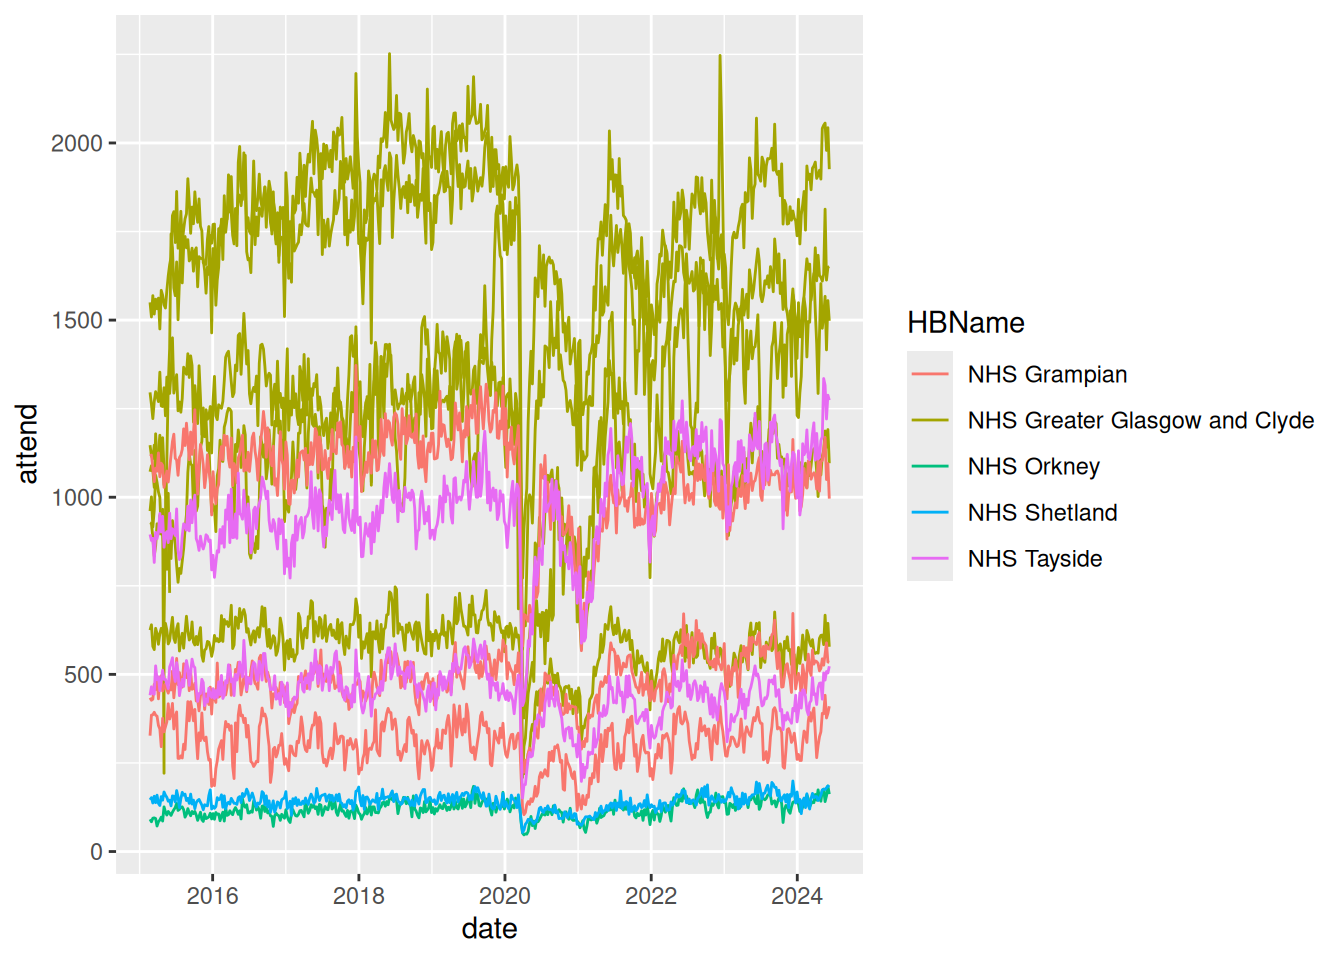 2000
1500
1000
500
0
attend
2016 2018 2020 2022 2024
date
HBName
NHS Grampian
NHS Greater Glasgow and Clyde
NHS Orkney
NHS Shetland
NHS Tayside